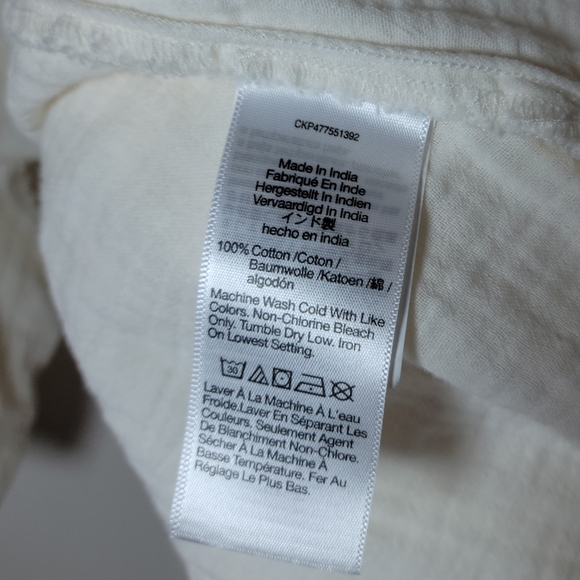 CKP477551392
Made In India
Fabriqué En Inde
Hergestellt In Indien
Vervaardigd In India
インド製
hecho en india
100% Cotton /Coton /
Baumwolle /Katoen /綿 /
algodón
Machine Wash Cold With Like
Colors. Non-Chlorine Bleach
Only. Tumble Dry Low. Iron
On Lowest Setting.
30
Laver À La Machine À L'eau
Froide.Laver En Séparant Les
Couleurs. Seulement Agent
De Blanchiment Non-Chlore.
Sécher À La Machine À
Basse Température. Fer Au
Réglage Le Plus Bas.